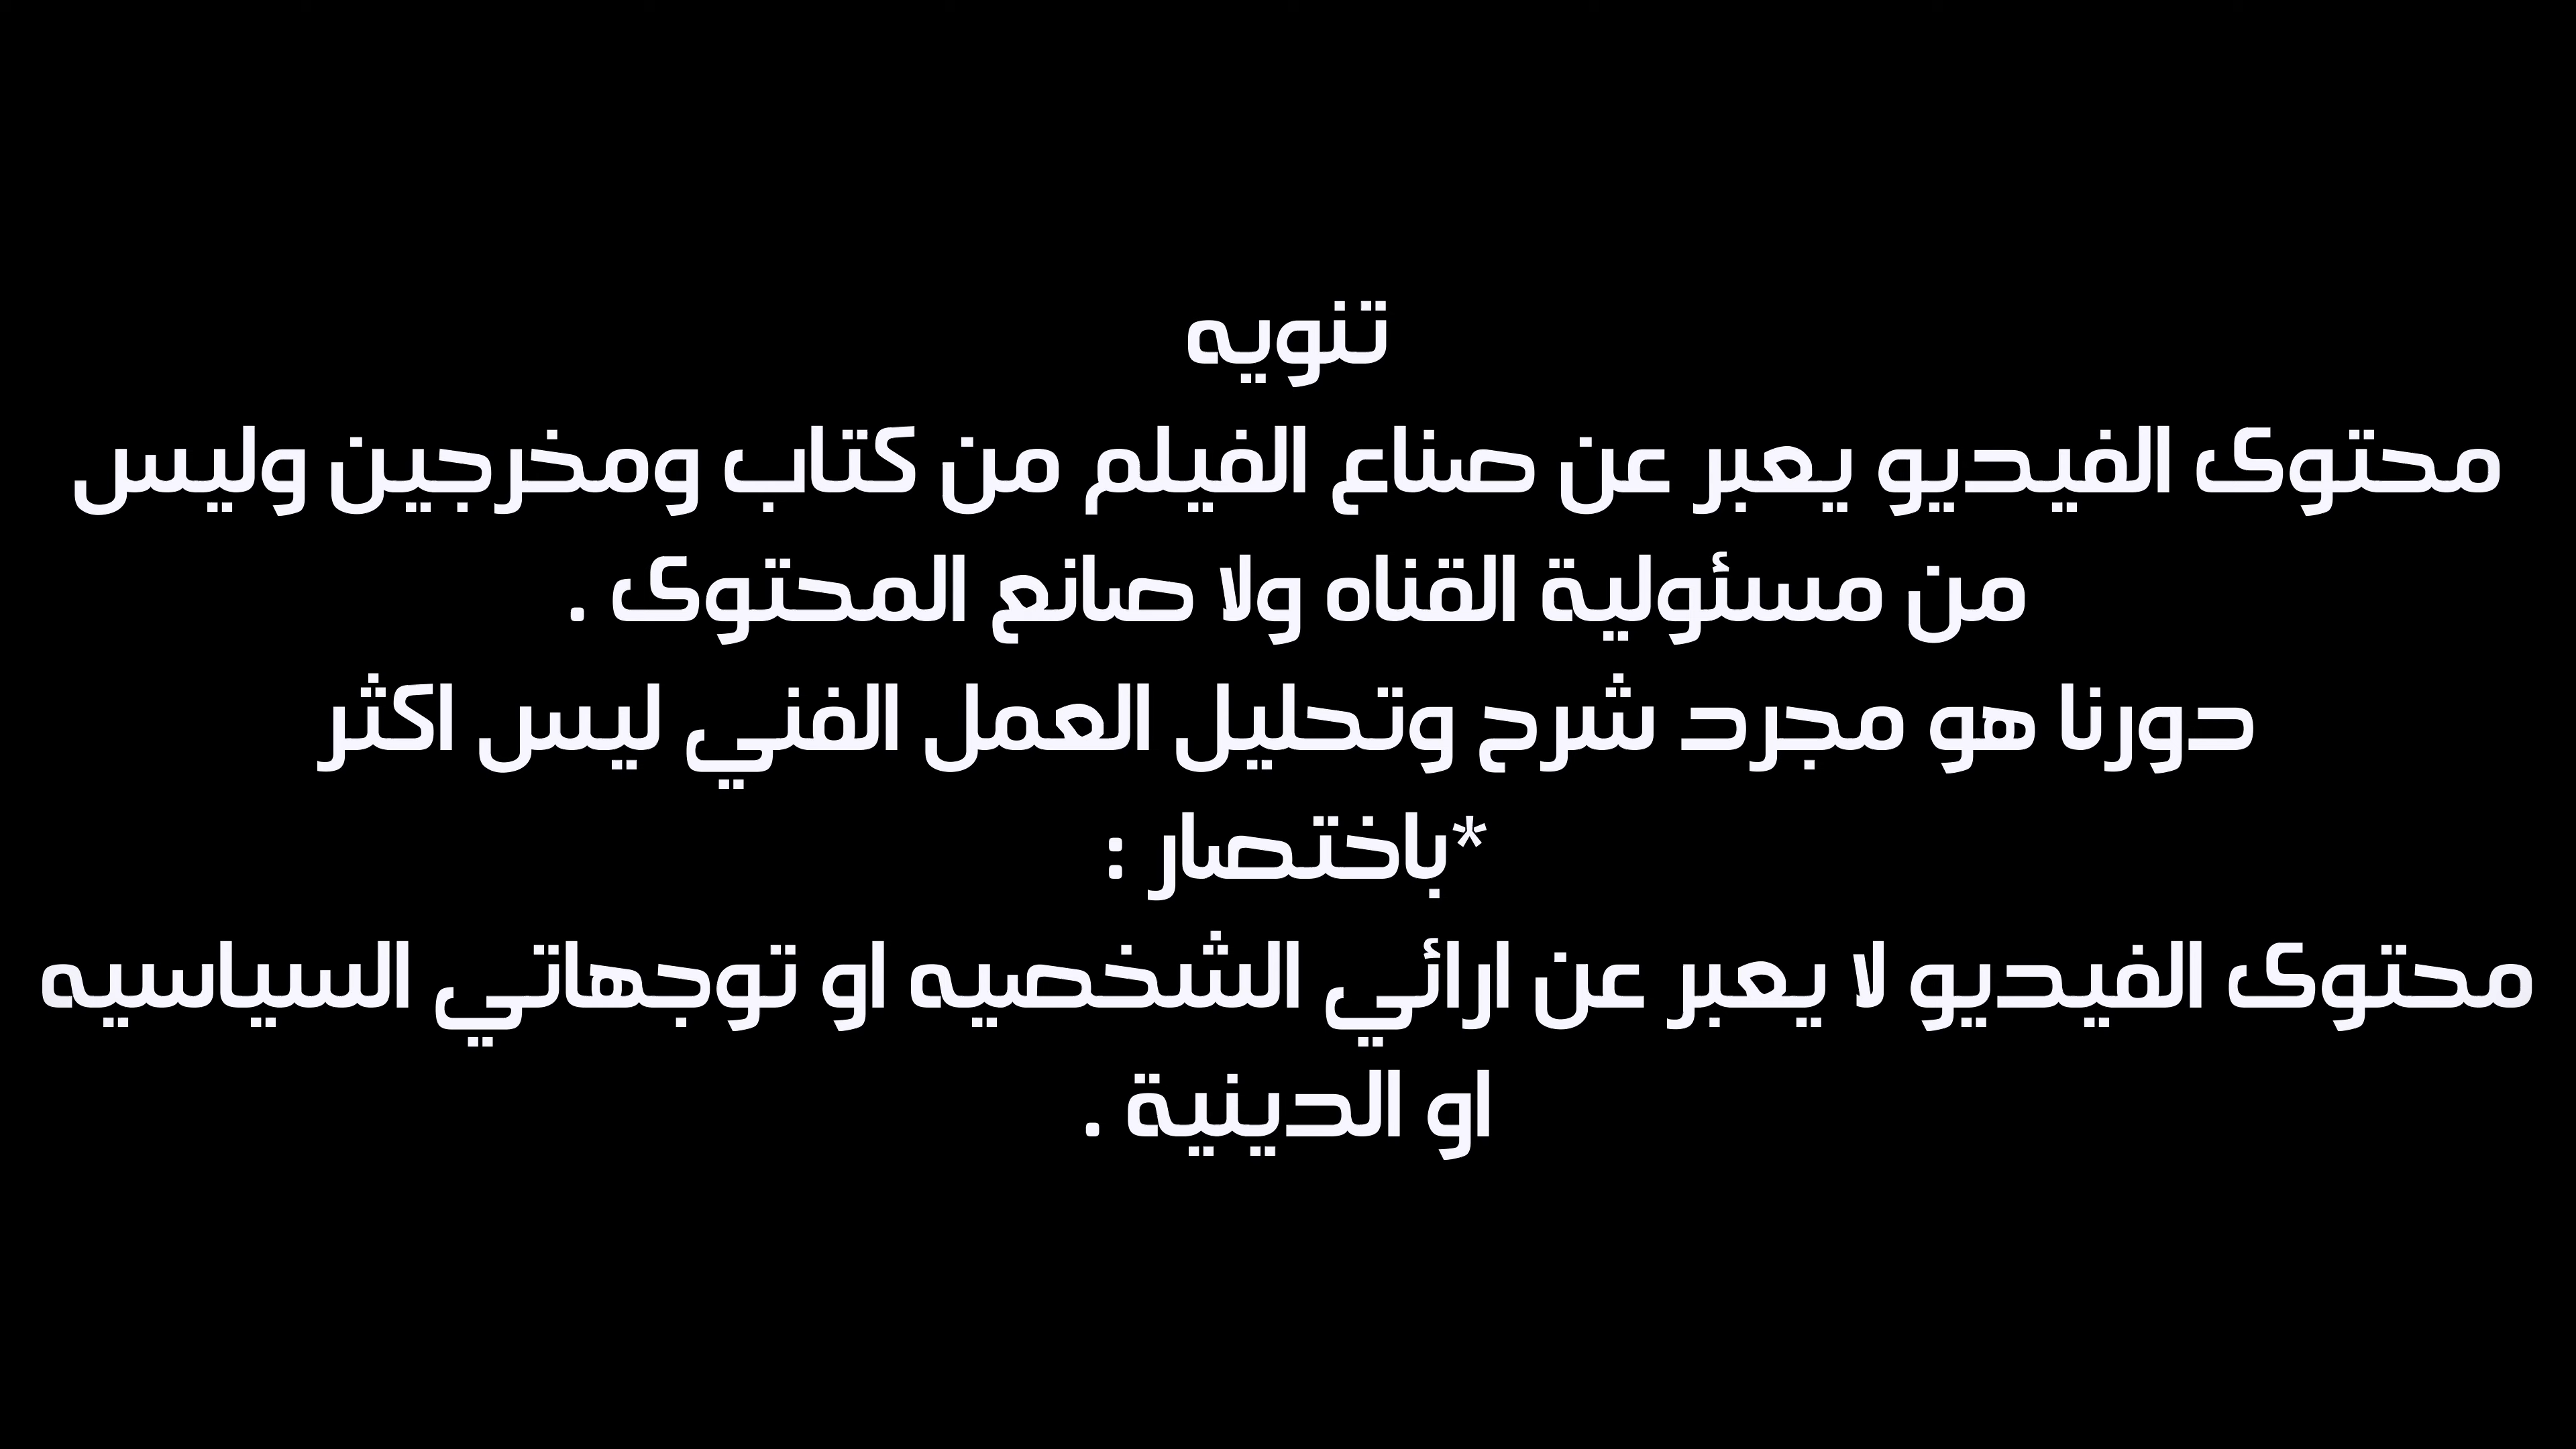 تنويه
محتوى الفيديو يعبر عن صناع الفيلم من كتاب ومخرجين وليس
من مسئولية القناه ولا صانع المحتوى .
دورنا هو مجرد شرح وتحليل العمل الفني ليس اكثر
*باختصار :
محتوى الفيديو لا يعبر عن ارائي الشخصيه او توجهاتي السياسيه
او الدينية .